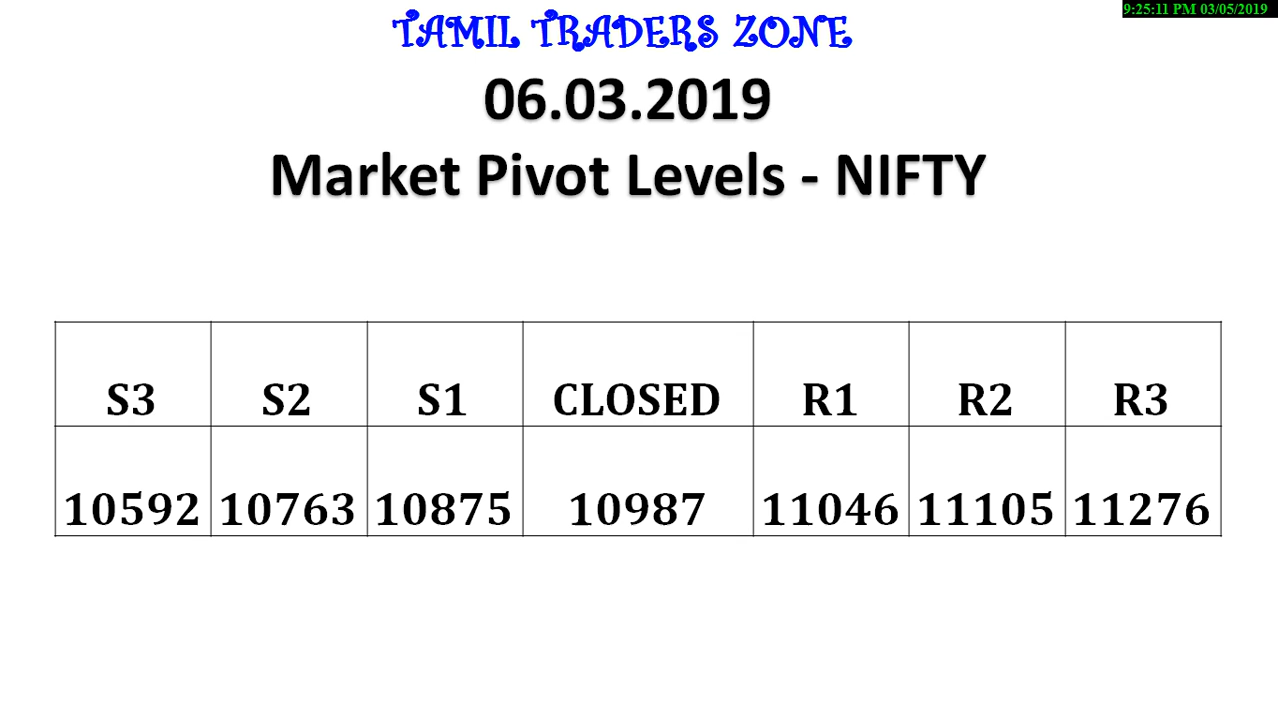 9:25:11 PM 03/05/2019
TAMIL TRADERS ZONE
06.03.2019
Market Pivot Levels - NIFTY
S3 S2 S1 CLOSED R1 R2 R3
10592 10763 10875 10987 11046 11105 11276